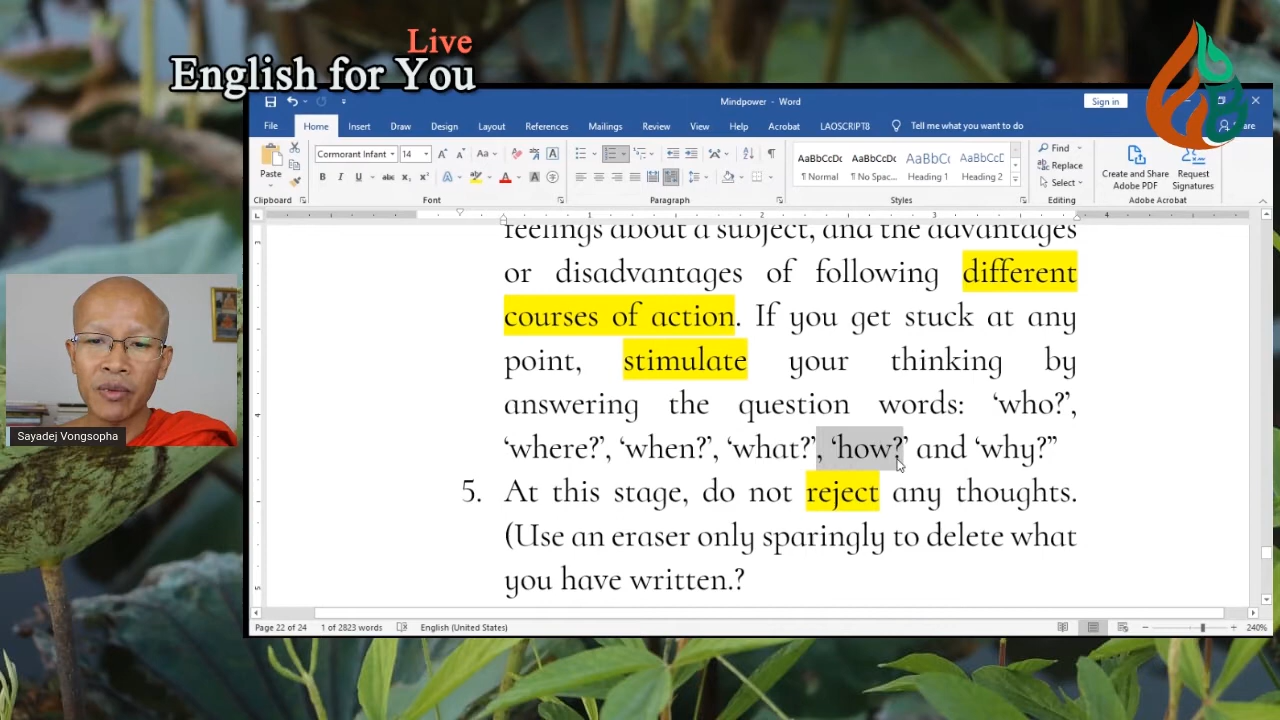 Live
English for You
Mindpower - Word
Sign in
File Home Insert Draw Design Layout References Mailings Review View Help Acrobat LAOSCRIPT8 Tell me what you want to do
Paste
Clipboard
Cormorant Infant 14
Font
Paragraph
AaBbCcDc AaBbCcDc AaBbCc AaBbCcD
¶ Normal ¶ No Spac... Heading 1 Heading 2
Styles
Find
Replace
Select
Editing
Create and Share Adobe PDF
Request Signatures
Adobe Acrobat
feelings about a subject, and the advantages
or disadvantages of following different
courses of action. If you get stuck at any
point, stimulate your thinking by
answering the question words: ‘who?’,
‘where?’, ‘when?’, ‘what?’, ‘how?’ and ‘why?”
5. At this stage, do not reject any thoughts.
(Use an eraser only sparingly to delete what
you have written.?
Sayadej Vongsopha
Page 22 of 24 1 of 2823 words English (United States) 240%